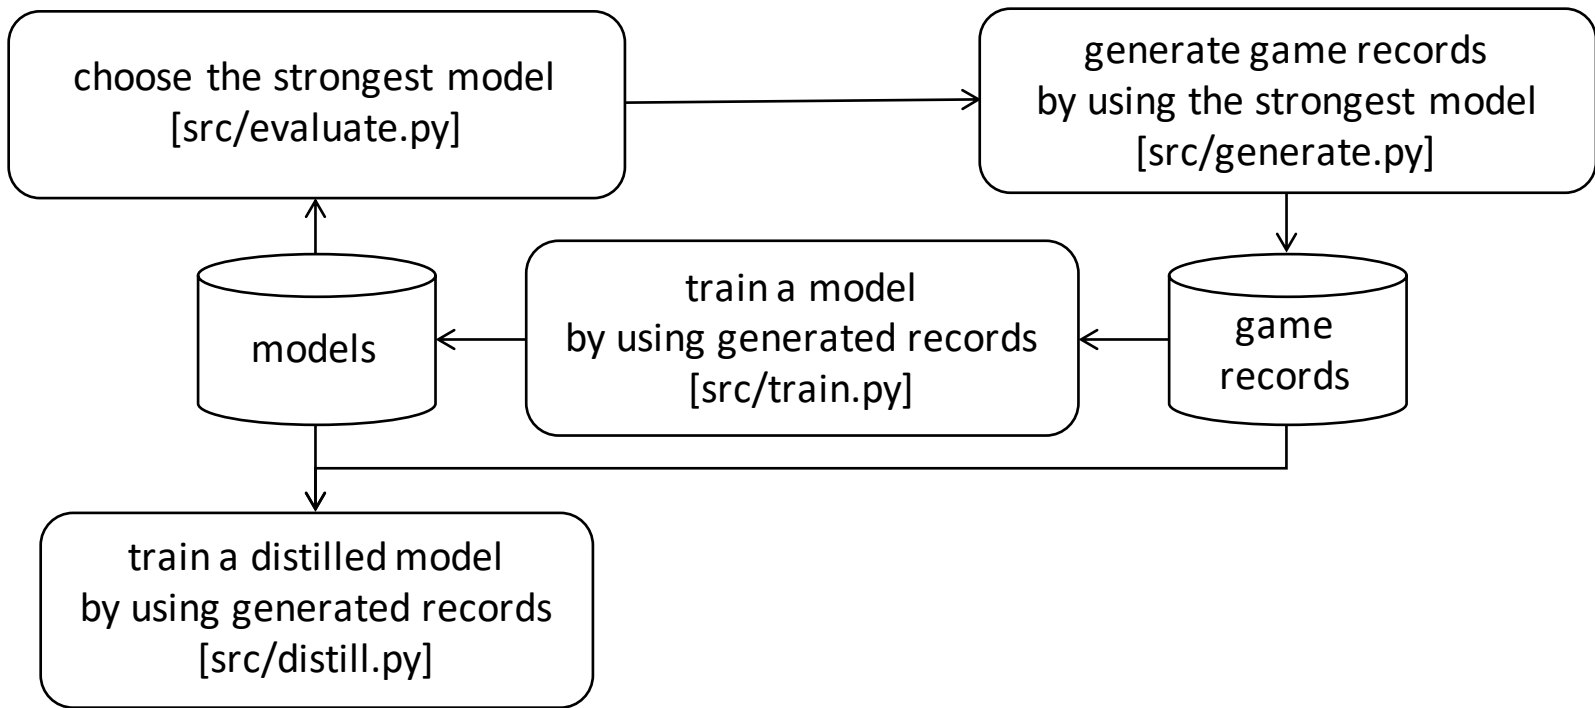 choose the strongest model
[src/evaluate.py]
generate game records
by using the strongest model
[src/generate.py]
models
train a model
by using generated records
[src/train.py]
game
records
train a distilled model
by using generated records
[src/distill.py]